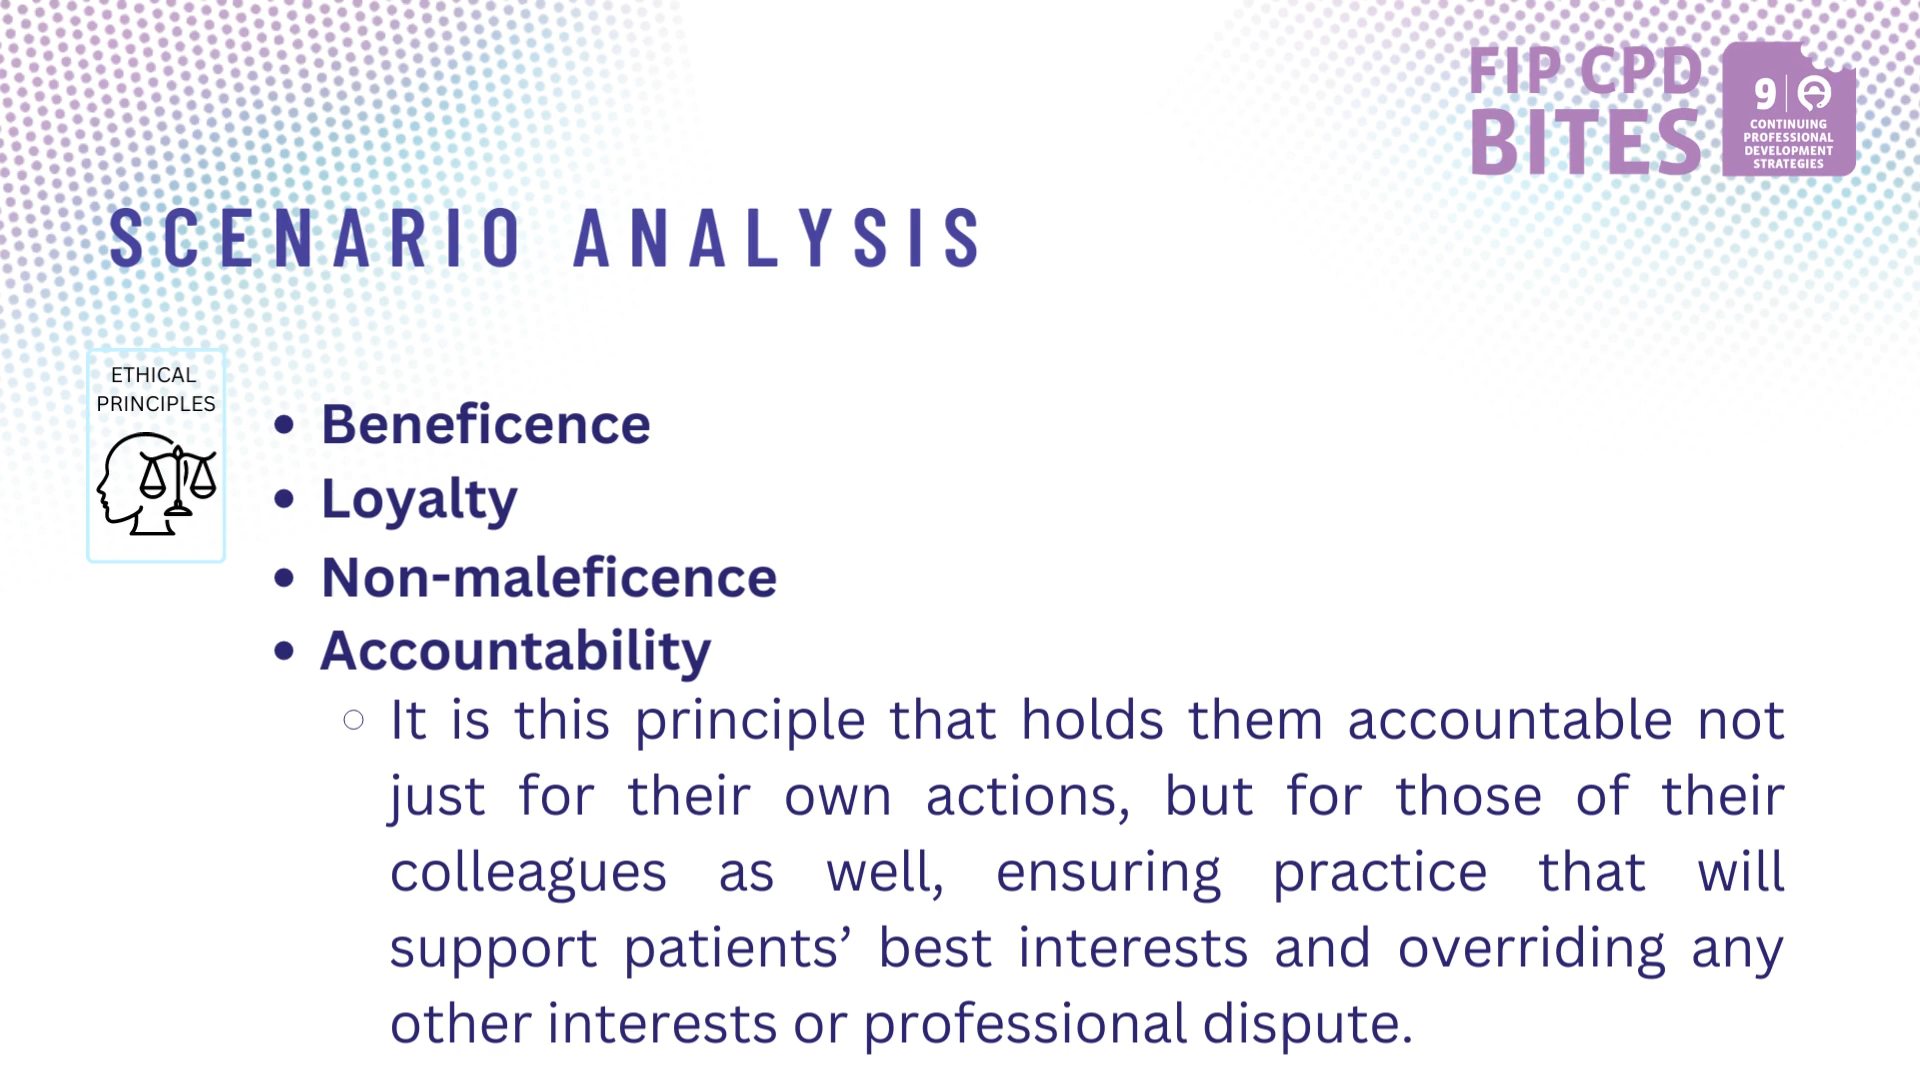 FIP CPD
BITES
9
CONTINUING
PROFESSIONAL
DEVELOPMENT
STRATEGIES
SCENARIO ANALYSIS
ETHICAL
PRINCIPLES
• Beneficence
• Loyalty
• Non-maleficence
• Accountability
○ It is this principle that holds them accountable not
just for their own actions, but for those of their
colleagues as well, ensuring practice that will
support patients’ best interests and overriding any
other interests or professional dispute.